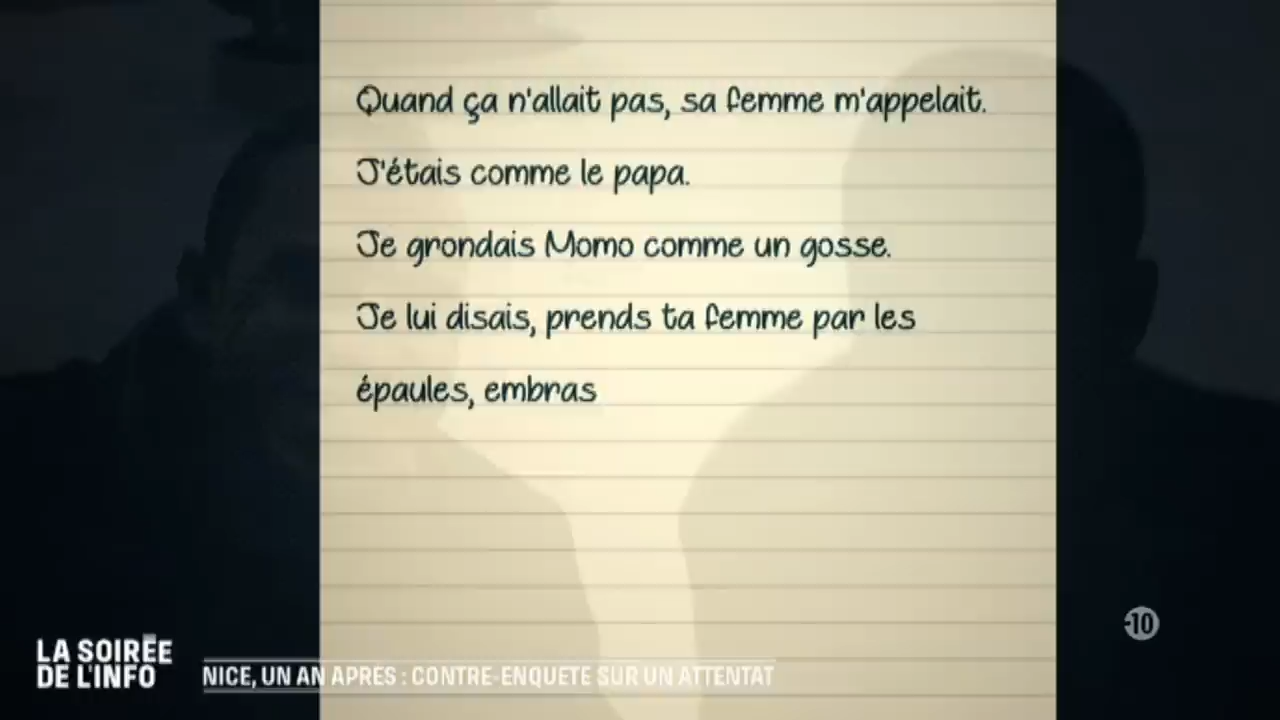 Quand ça n'allait pas, sa femme m'appelait.
J'étais comme le papa.
Je grondais Momo comme un gosse.
Je lui disais, prends ta femme par les
épaules, embras
-10
LA SOIRÉE
DE L'INFO
NICE, UN AN APRES : CONTRE-ENQUETE SUR UN ATTENTAT